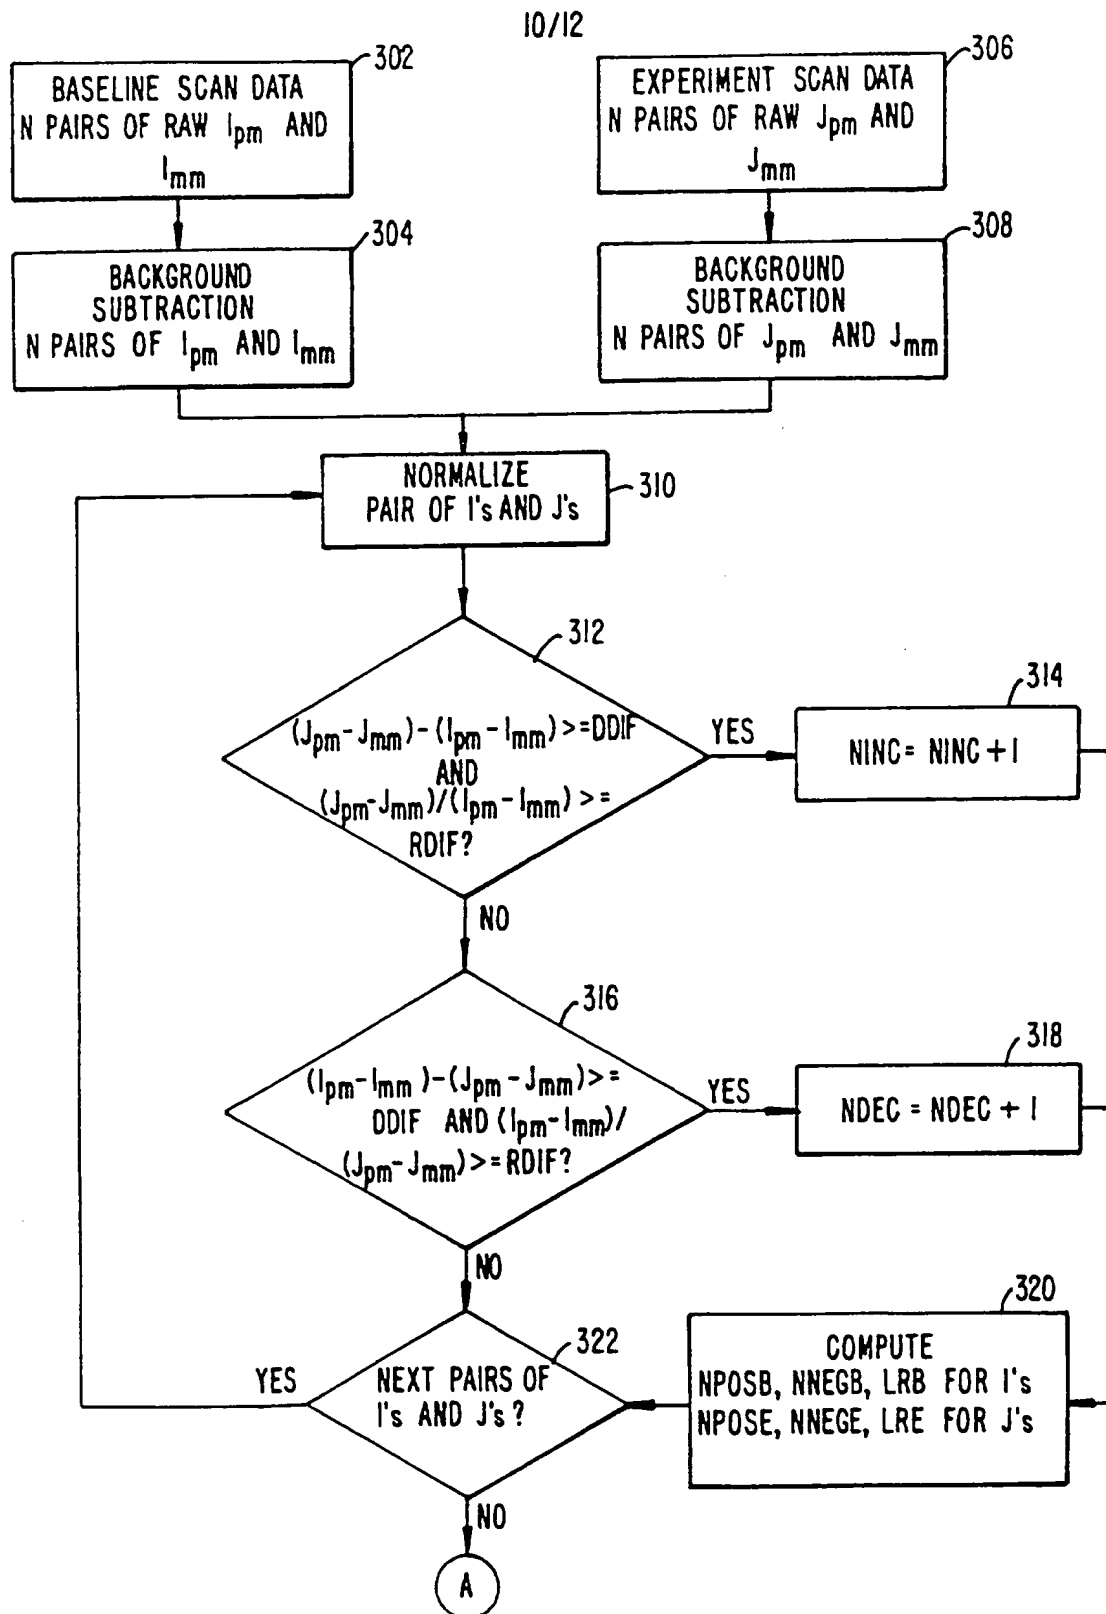 10/12
302
BASELINE SCAN DATA
N PAIRS OF RAW Ipm AND
Imm
306
EXPERIMENT SCAN DATA
N PAIRS OF RAW Jpm AND
Jmm
304
BACKGROUND
SUBTRACTION
N PAIRS OF Ipm AND Imm
308
BACKGROUND
SUBTRACTION
N PAIRS OF Jpm AND Jmm
NORMALIZE
PAIR OF I's AND J's
310
312
(Jpm-Jmm)-(Ipm-Imm)>=DDIF
AND
(Jpm-Jmm)/(Ipm-Imm)>=
RDIF?
YES
314
NINC= NINC+1
NO
316
(Ipm-Imm)-(Jpm-Jmm)>=
DDIF AND (Ipm-Imm)/
(Jpm-Jmm)>=RDIF?
YES
318
NDEC = NDEC + 1
NO
322
NEXT PAIRS OF
I's AND J's?
YES
320
COMPUTE
NPOSB, NNEGB, LRB FOR I's
NPOSE, NNEGE, LRE FOR J's
NO
A